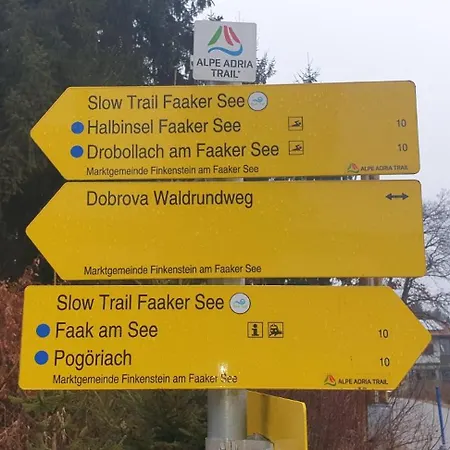 ALPE ADRIA
TRAIL
Slow Trail Faaker See
Halbinsel Faaker See 10
Drobollach am Faaker See 10
Marktgemeinde Finkenstein am Faaker See ALPE ADRIA TRAIL
Dobrova Waldrundweg
Marktgemeinde Finkenstein am Faaker See
Slow Trail Faaker See
Faak am See 10
Pogöriach 10
Marktgemeinde Finkenstein am Faaker See ALPE ADRIA TRAIL